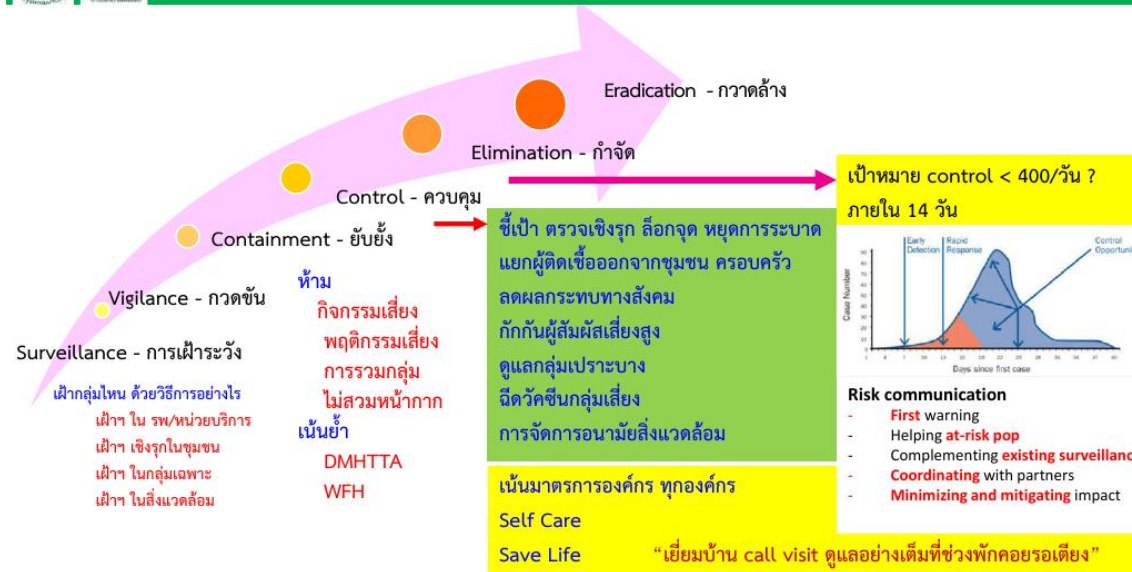 Eradication - กวาดล้าง
Elimination - กำจัด
Control - ควบคุม
Containment - ยับยั้ง
Vigilance - กวดขัน
Surveillance - การเฝ้าระวัง
เฝ้ากลุ่มไหน ด้วยวิธีการอย่างไร
เฝ้าฯ ใน รพ/หน่วยบริการ
เฝ้าฯ เชิงรุกในชุมชน
เฝ้าฯ ในกลุ่มเฉพาะ
เฝ้าฯ ในสิ่งแวดล้อม
ห้าม
กิจกรรมเสี่ยง
พฤติกรรมเสี่ยง
การรวมกลุ่ม
ไม่สวมหน้ากาก
เน้นย้ำ
DMHTTA
WFH
ชี้เป้า ตรวจเชิงรุก ล็อกจุด หยุดการระบาด
แยกผู้ติดเชื้อออกจากชุมชน ครอบครัว
ลดผลกระทบทางสังคม
กักกันผู้สัมผัสเสี่ยงสูง
ดูแลกลุ่มเปราะบาง
ฉีดวัคซีนกลุ่มเสี่ยง
การจัดการอนามัยสิ่งแวดล้อม
เน้นมาตรการองค์กร ทุกองค์กร
Self Care
Save Life "เยี่ยมบ้าน call visit ดูแลอย่างเต็มที่ช่วงพักคอยรอเตียง"
เป้าหมาย control < 400/วัน ?
ภายใน 14 วัน
Early
Detection
Rapid
Response
Control
Opportuni
Case Number
Days since first case
Risk communication
- First warning
- Helping at-risk pop
- Complementing existing surveillanc
- Coordinating with partners
- Minimizing and mitigating impact